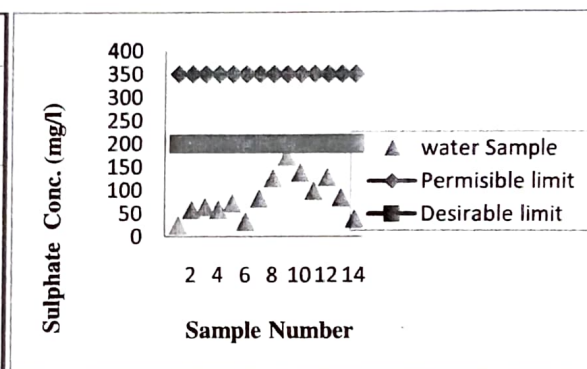 400
350
300
250
200
150
100
50
0
Sulphate Conc. (mg/l)
water Sample
Permisible limit
Desirable limit
2 4 6 8 10 12 14
Sample Number